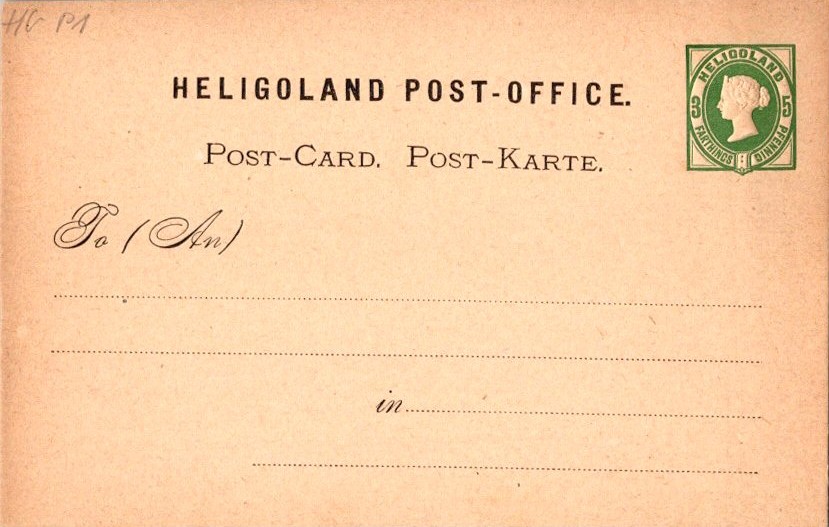 HG P1
HELIGOLAND POST-OFFICE.
POST-CARD. POST-KARTE.
HELIGOLAND
3 5
FARTHINGS PFENNIG
To (An)
in